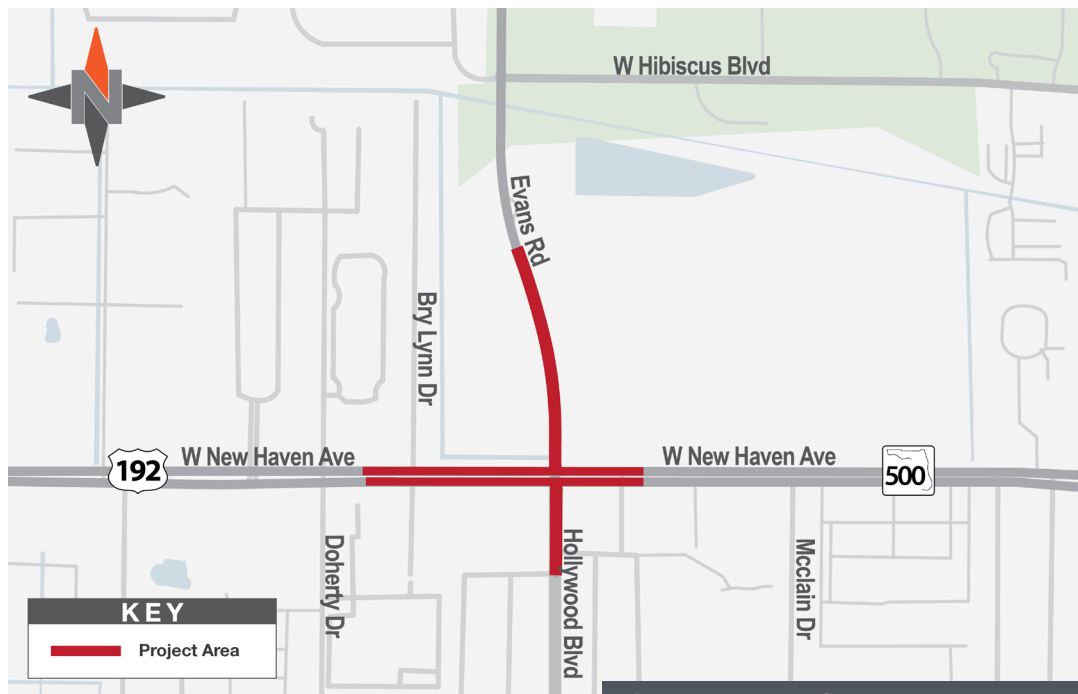 W Hibiscus Blvd
N
Evans Rd
Bry Lynn Dr
W New Haven Ave
W New Haven Ave
192
500
Doherty Dr
Hollywood Blvd
Mcclain Dr
KEY
Project Area